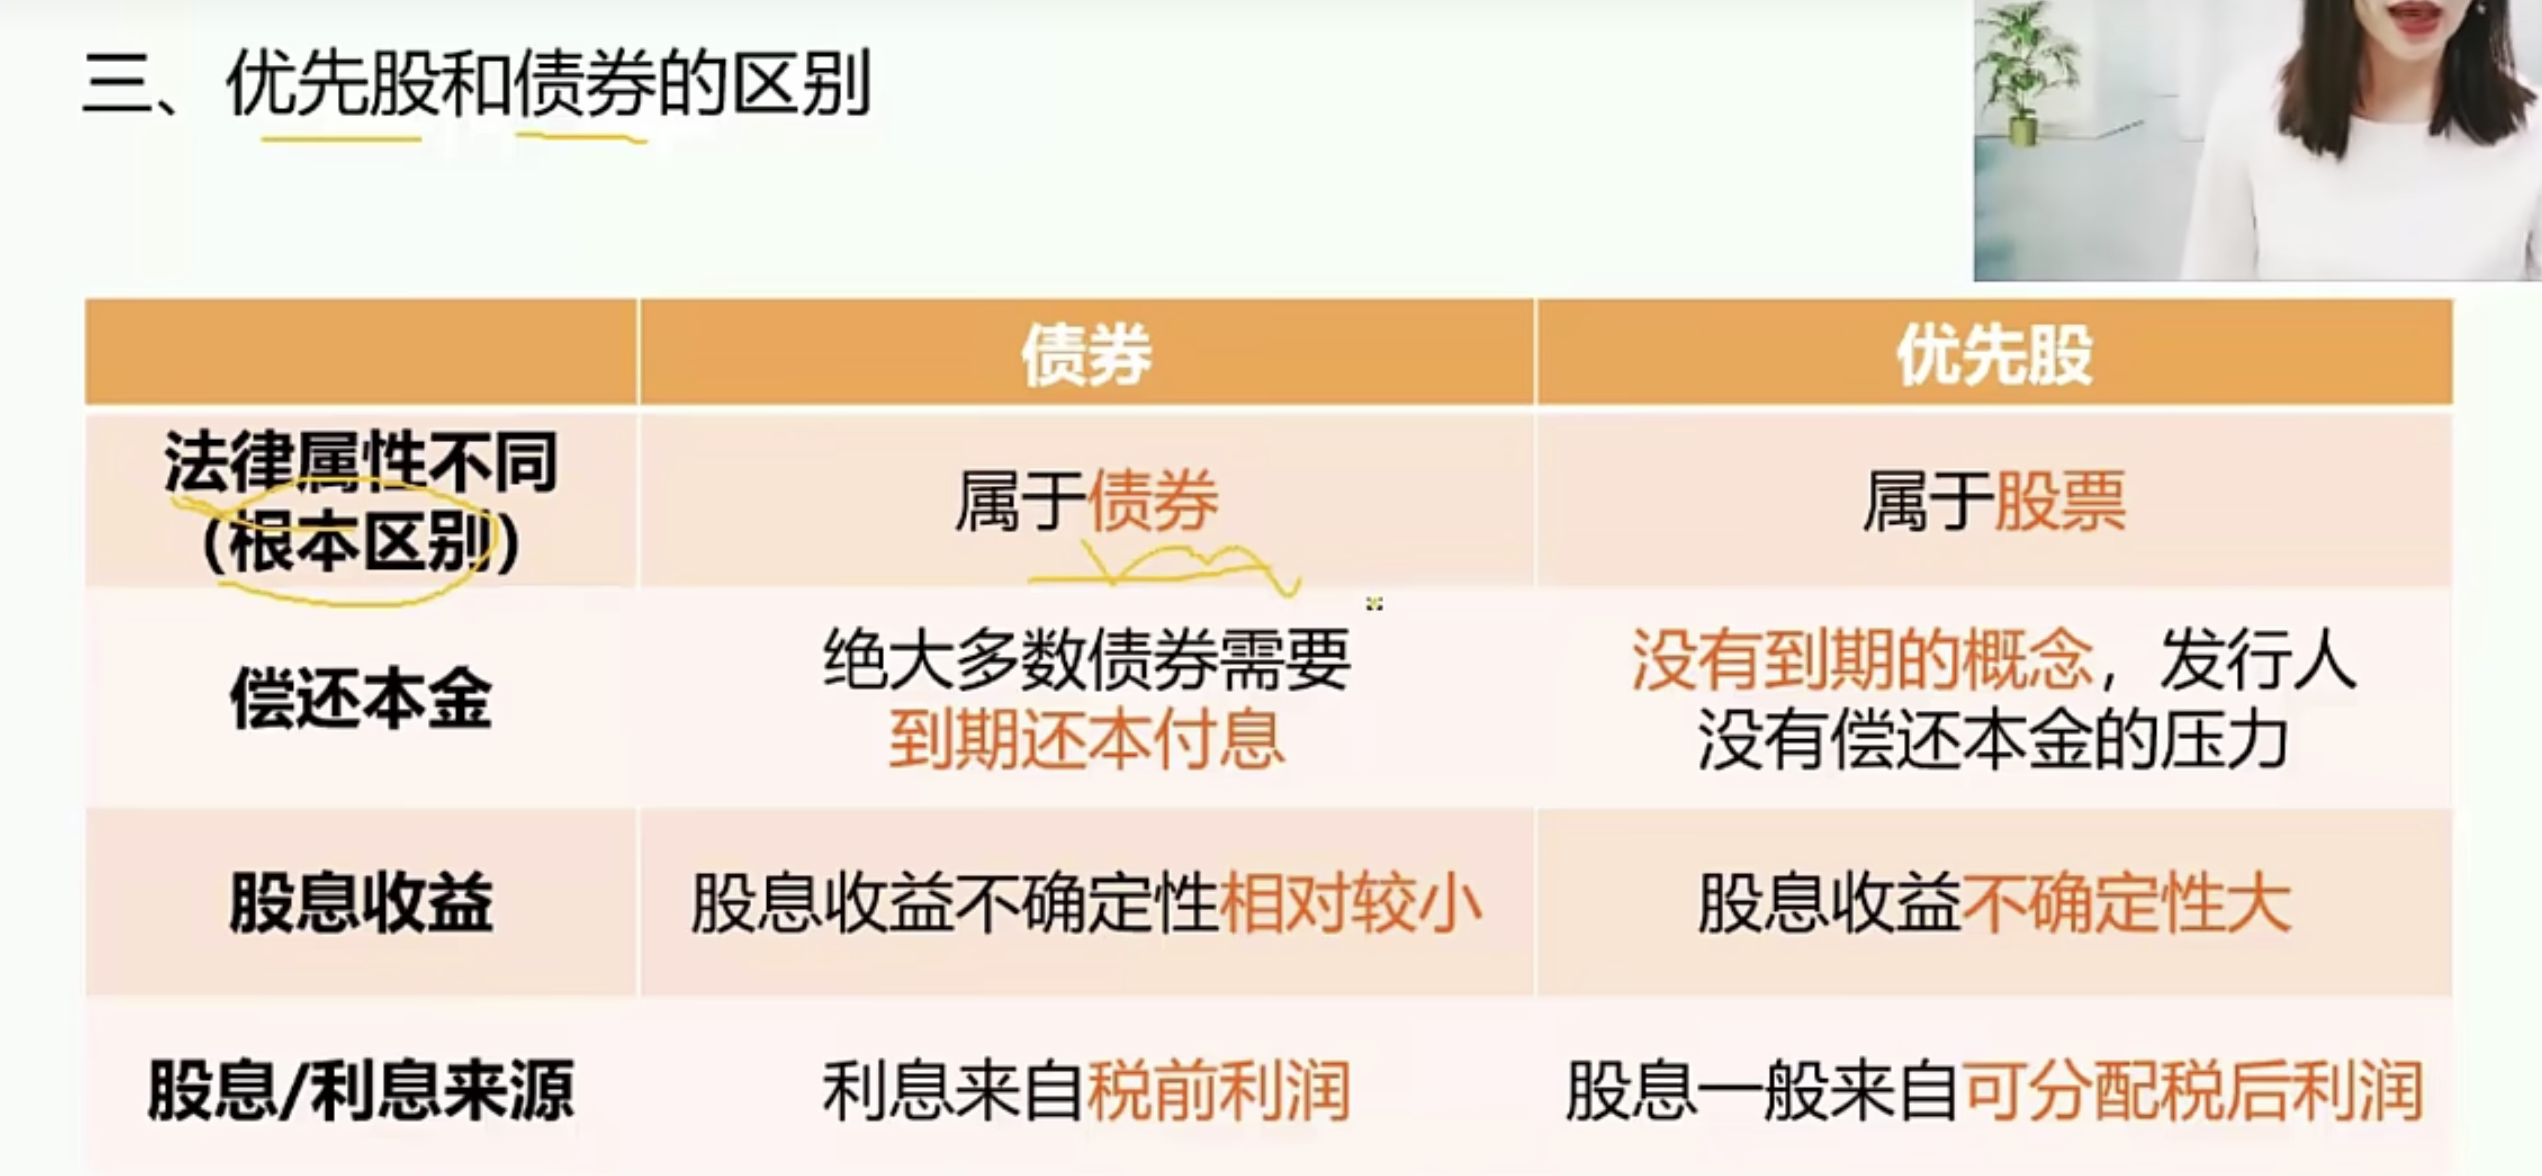 三、优先股和债券的区别
债券
优先股
法律属性不同
(根本区别)
属于债券
属于股票
偿还本金
绝大多数债券需要
到期还本付息
没有到期的概念，发行人
没有偿还本金的压力
股息收益
股息收益不确定性相对较小
股息收益不确定性大
股息/利息来源
利息来自税前利润
股息一般来自可分配税后利润